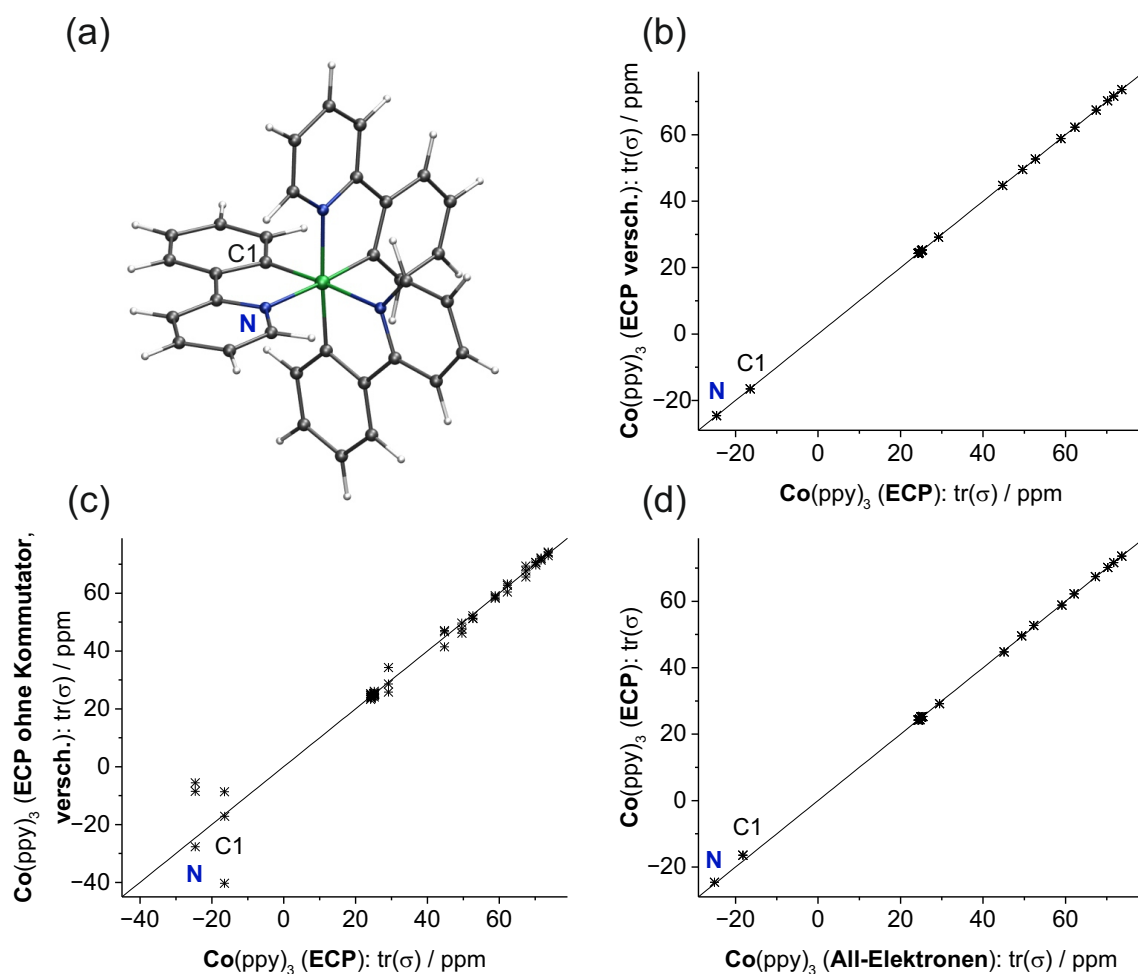 (a)
C1
N
(b)
Co(ppy)₃ (ECP versch.): tr(σ) / ppm
60
40
20
0
−20
N
C1
−20
0
20
40
60
Co(ppy)₃ (ECP): tr(σ) / ppm
(c)
Co(ppy)₃ (ECP ohne Kommutator,
versch.): tr(σ) / ppm
60
40
20
0
−20
−40
C1
N
−40
−20
0
20
40
60
Co(ppy)₃ (ECP): tr(σ) / ppm
(d)
Co(ppy)₃ (ECP): tr(σ)
60
40
20
0
−20
C1
N
−20
0
20
40
60
Co(ppy)₃ (All-Elektronen): tr(σ) / ppm